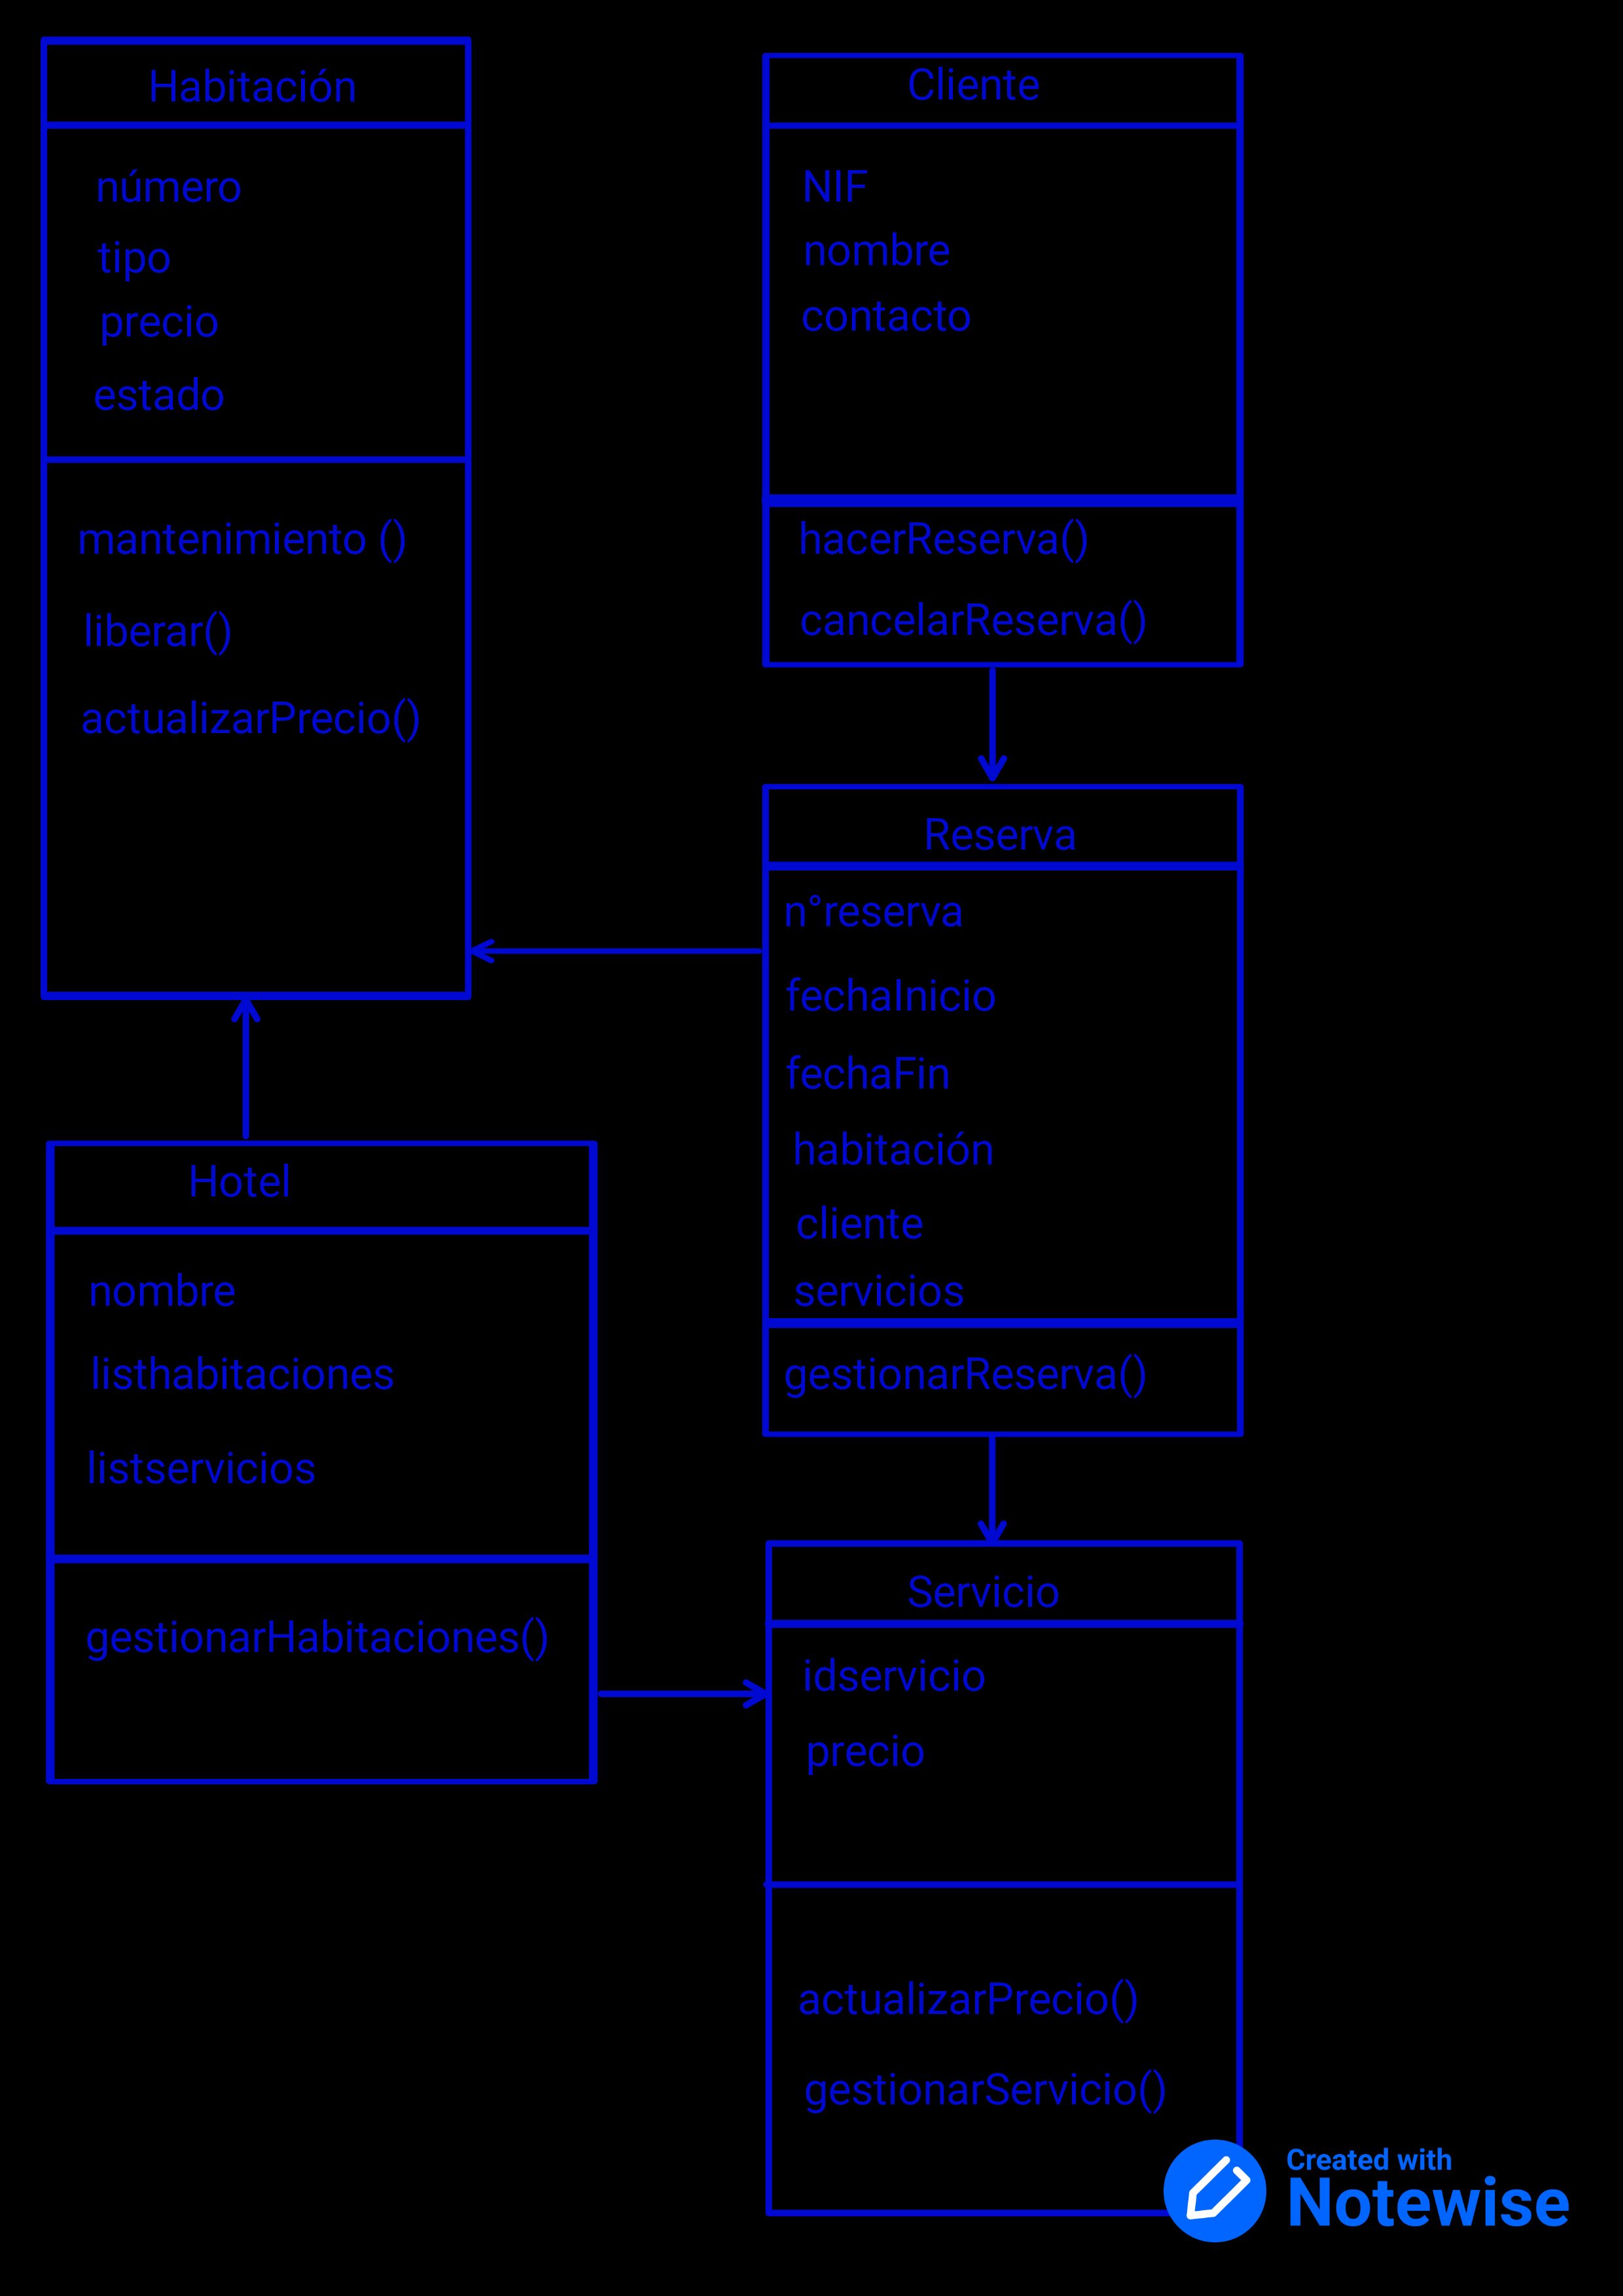 Habitación
número
tipo
precio
estado
mantenimiento ()
liberar()
actualizarPrecio()
Cliente
NIF
nombre
contacto
hacerReserva()
cancelarReserva()
Reserva
n°reserva
fechaInicio
fechaFin
habitación
cliente
servicios
gestionarReserva()
Hotel
nombre
listhabitaciones
listservicios
gestionarHabitaciones()
Servicio
idservicio
precio
actualizarPrecio()
gestionarServicio()
Created with
Notewise